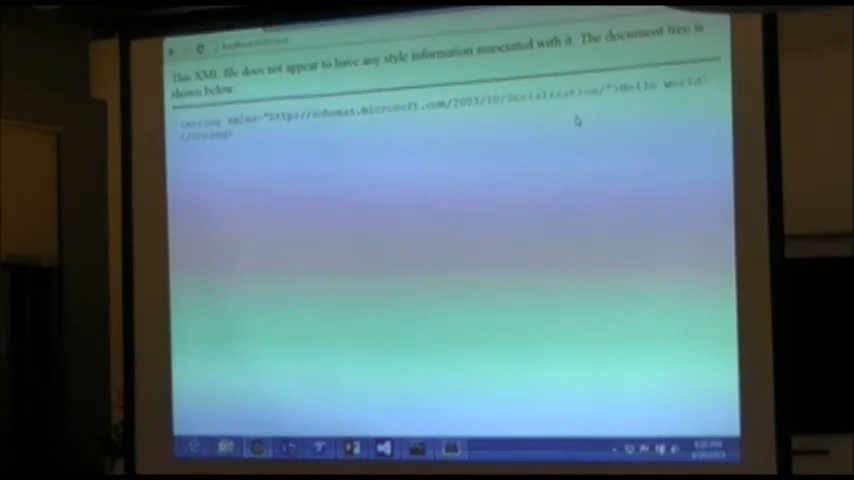 This XML file does not appear to have any style information associated with it. The document tree is
shown below.
<string xmlns="http://schemas.microsoft.com/2003/10/Serialization/">Hello world!
</string>